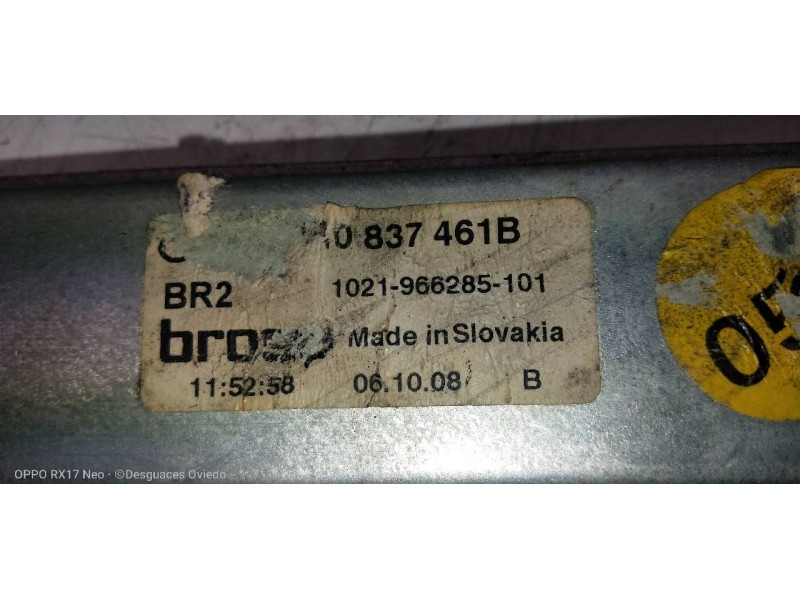 0 837 461B
BR2 1021-966285-101
Made in Slovakia
11:52:58 06.10.08 B
05
OPPO RX17 Neo · ©Desguaces Oviedo